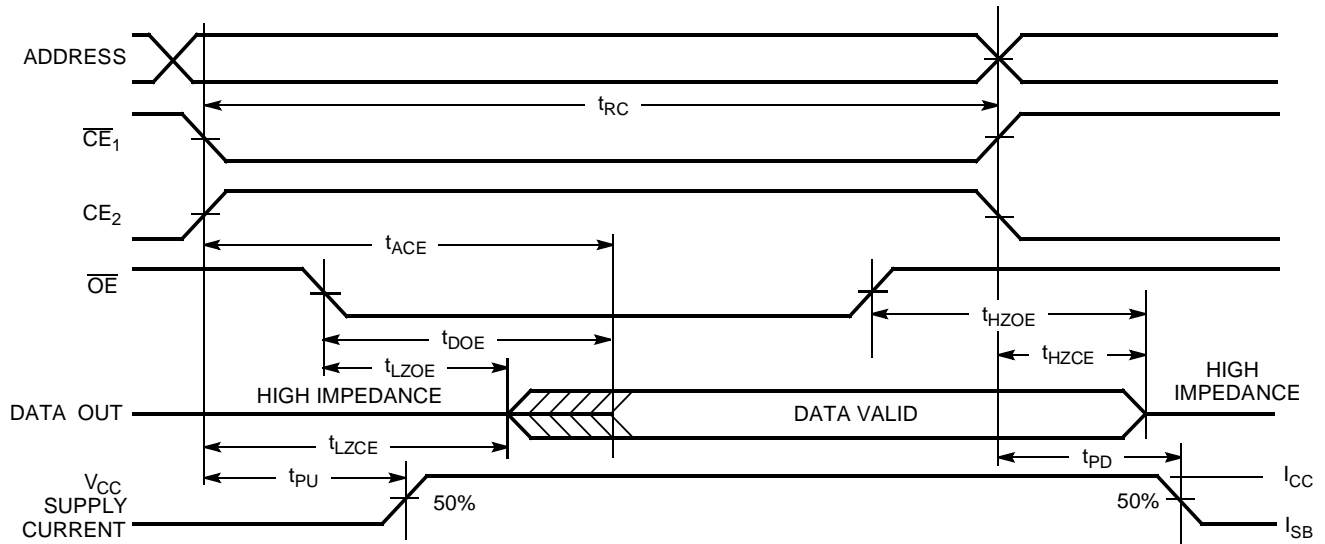 ADDRESS
tRC
CE1
CE2
tACE
OE
tHZOE
tDOE
tHZCE
tLZOE
HIGH IMPEDANCE
HIGH
IMPEDANCE
DATA OUT
DATA VALID
tLZCE
tPD
tPU
VCC
SUPPLY
CURRENT
50%
50%
ICC
ISB